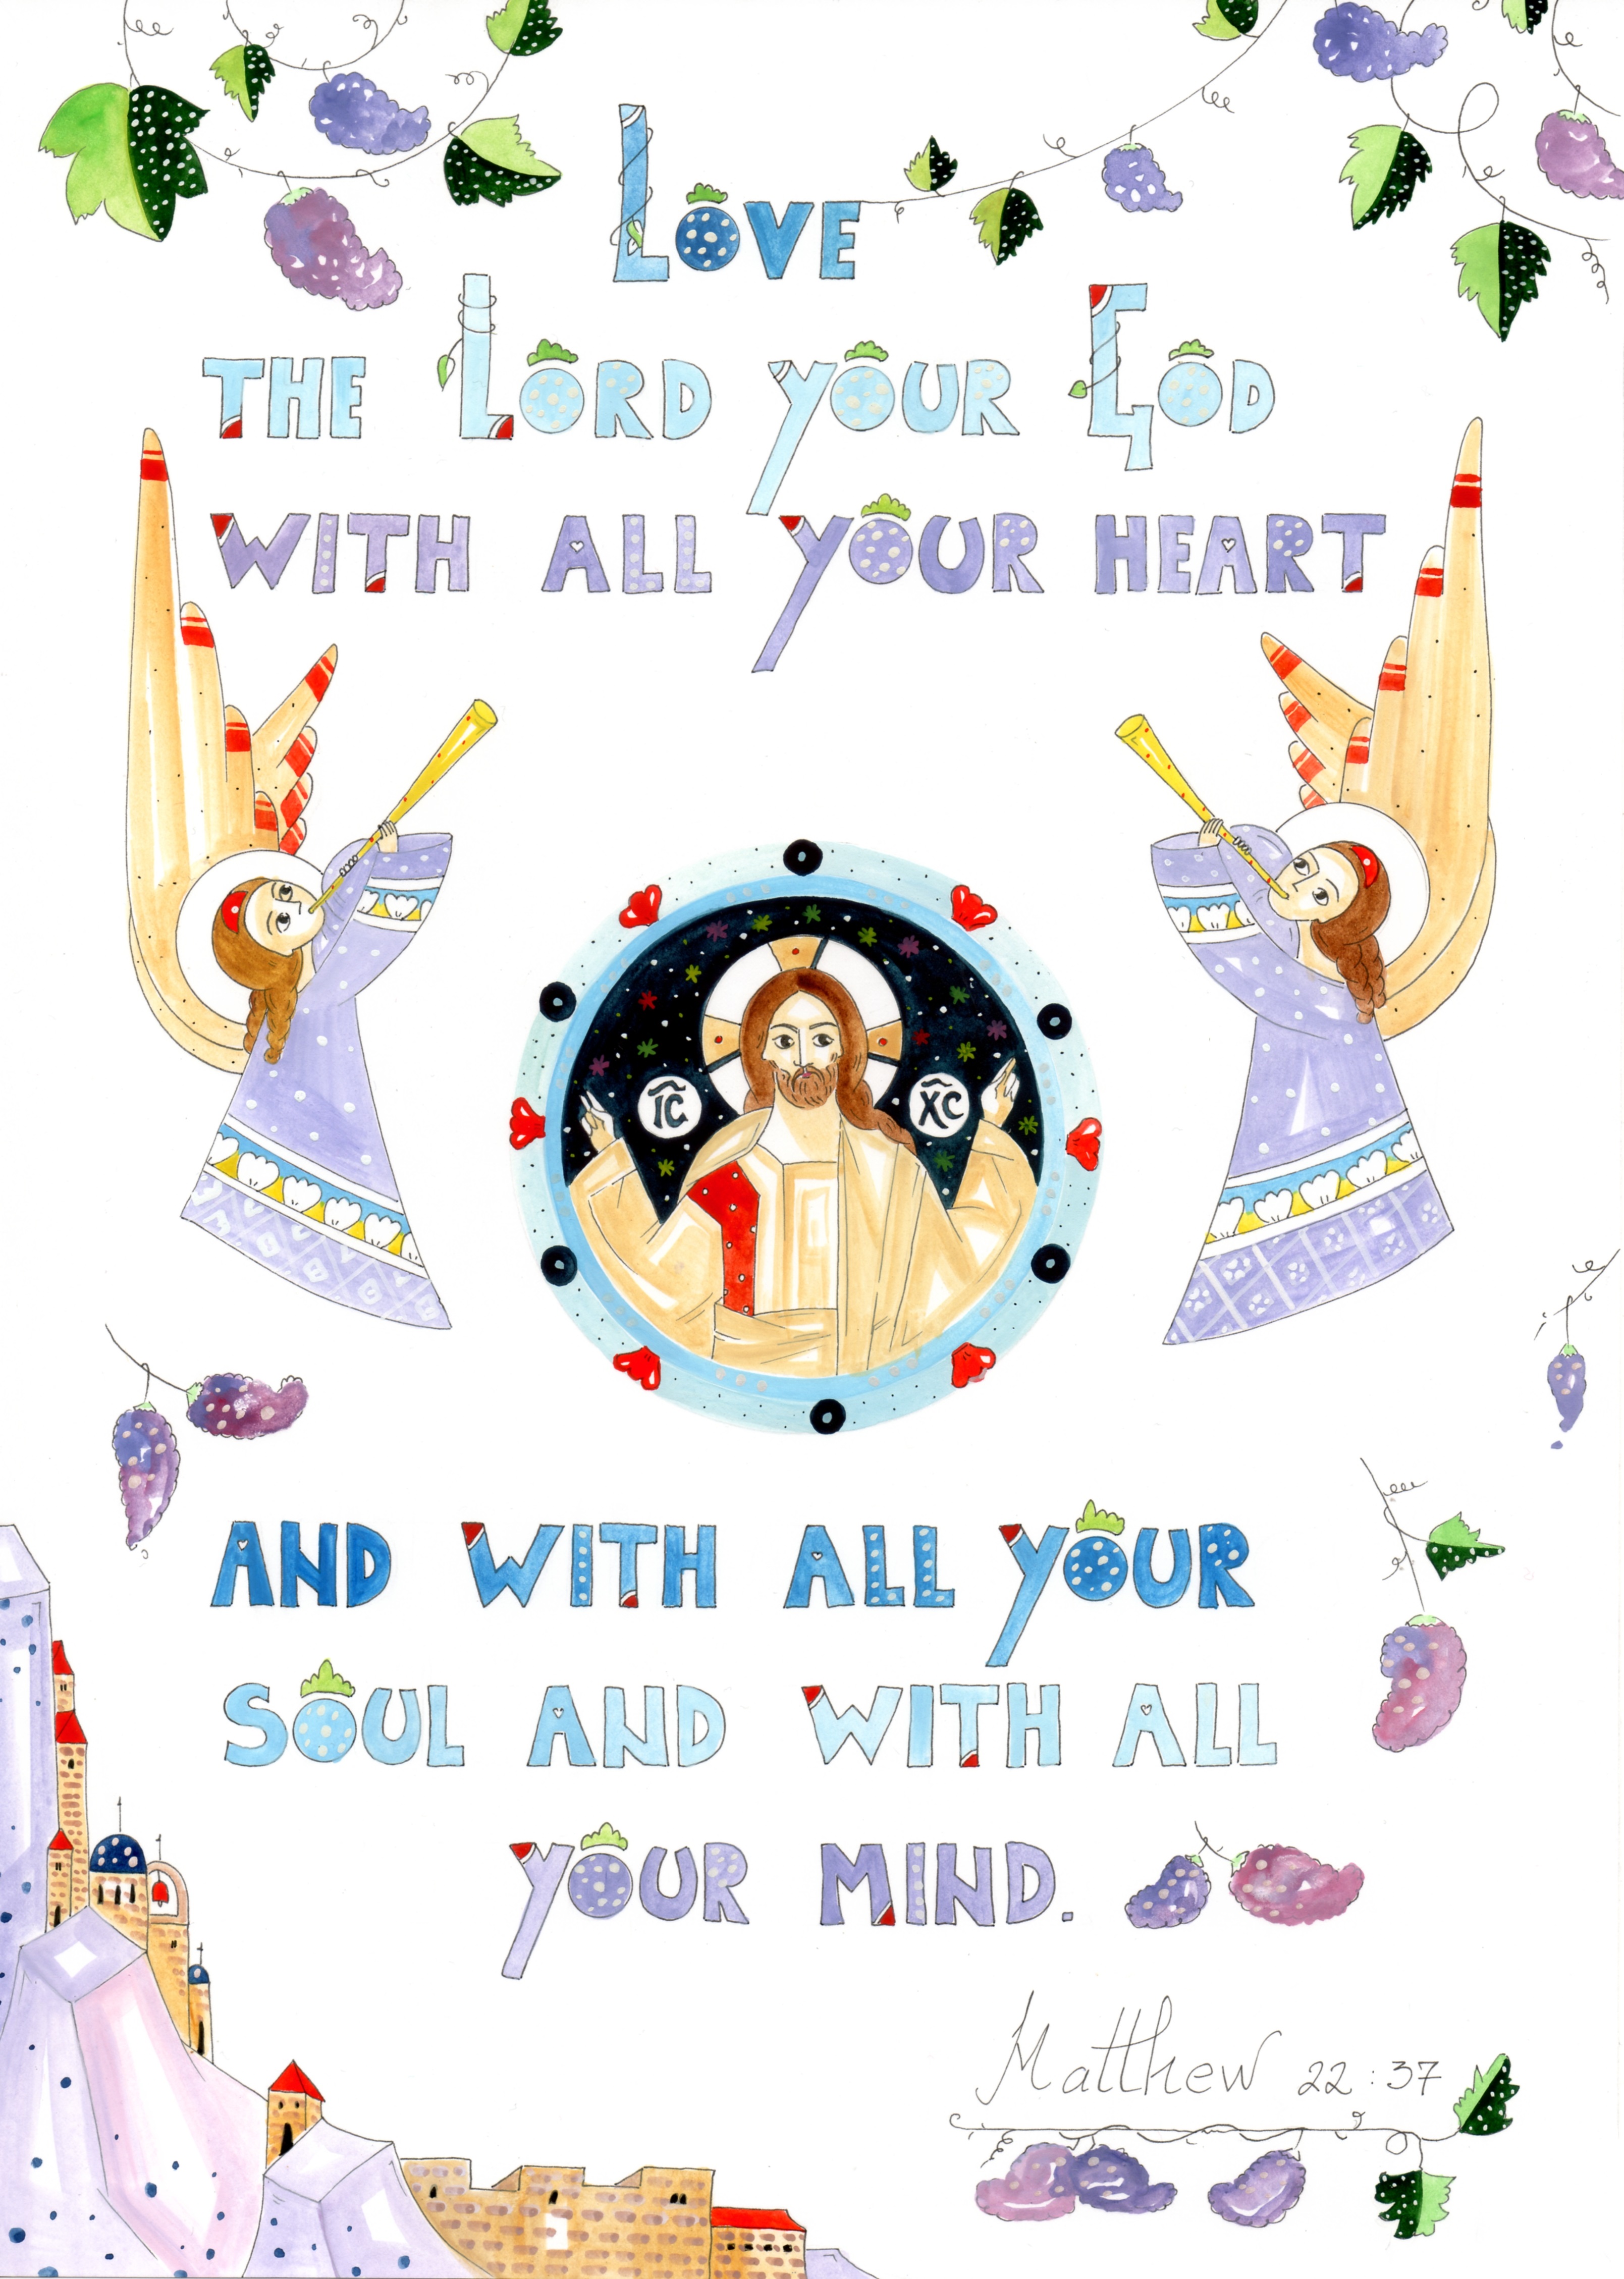 Love
the Lord your God
with all your heart
IC XC
and with all your
soul and with all
your mind.
Matthew 22:37